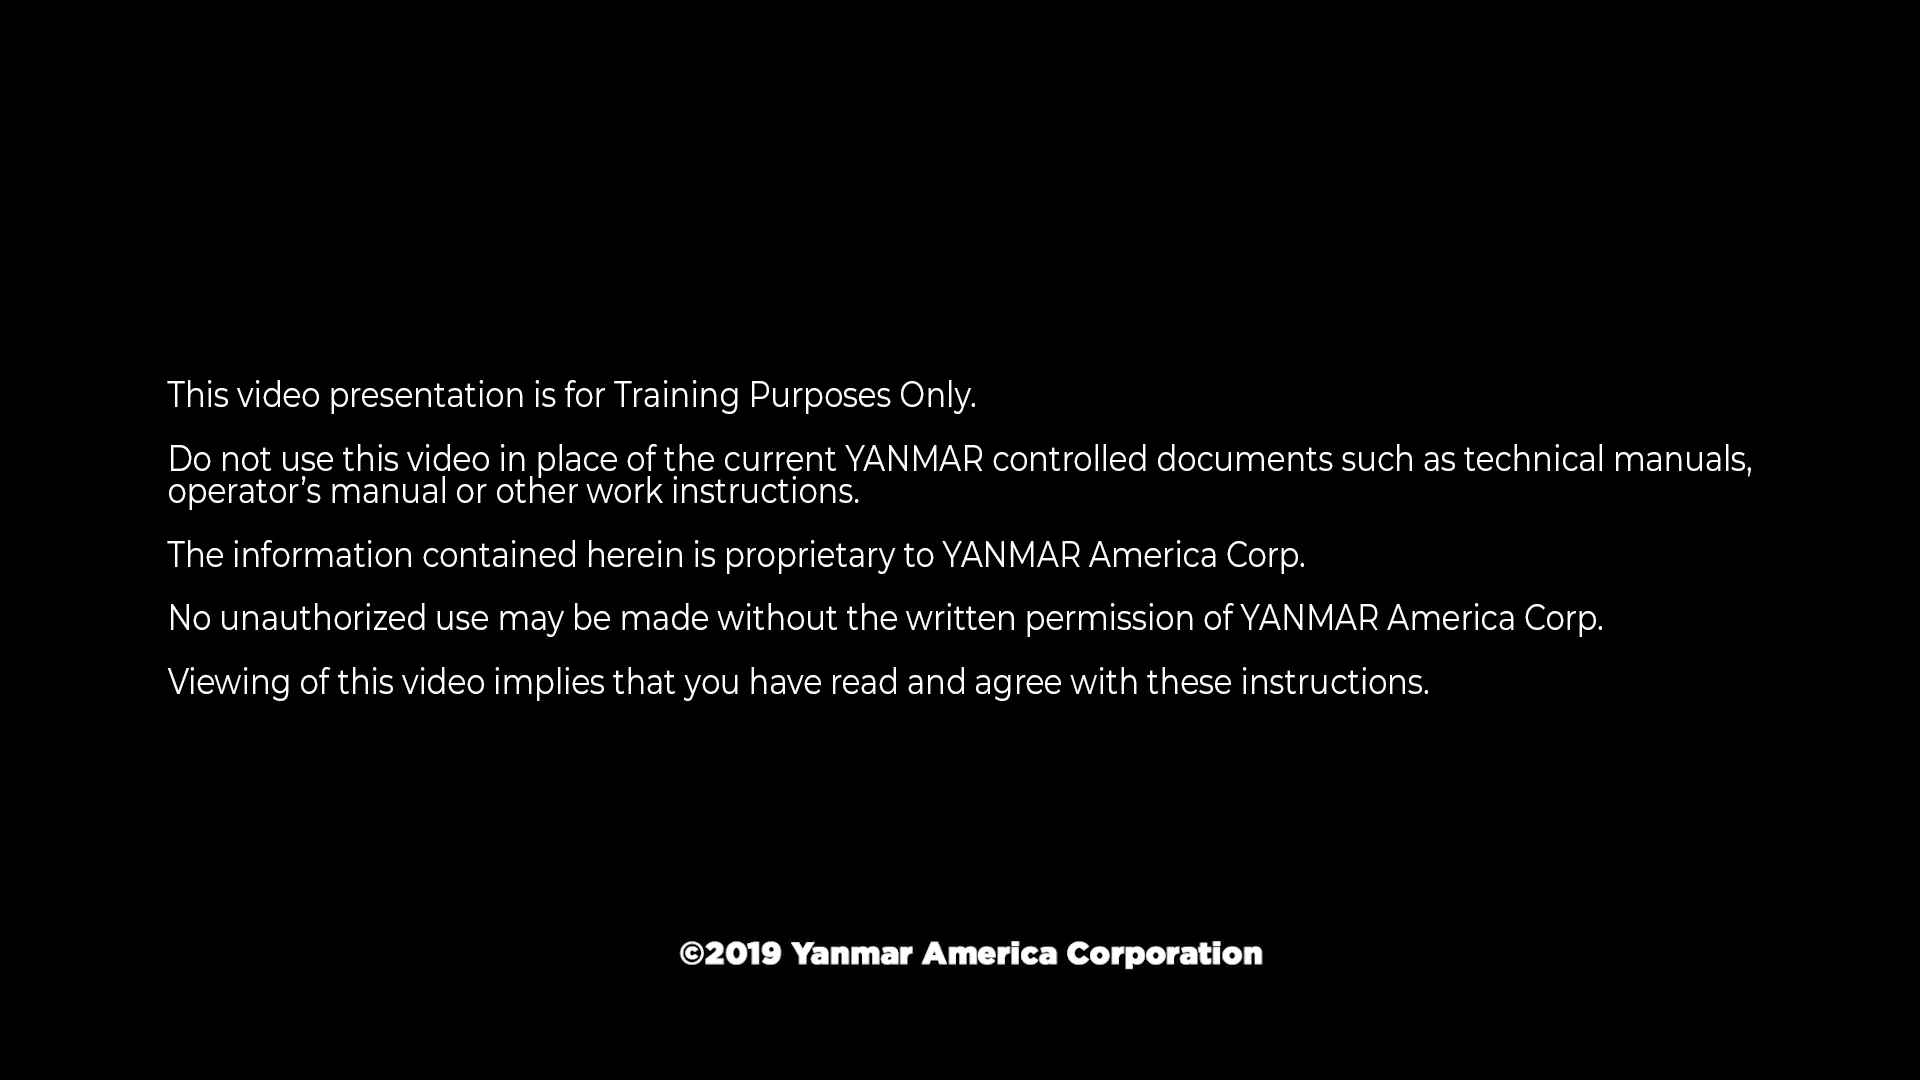 This video presentation is for Training Purposes Only.
Do not use this video in place of the current YANMAR controlled documents such as technical manuals,
operator’s manual or other work instructions.
The information contained herein is proprietary to YANMAR America Corp.
No unauthorized use may be made without the written permission of YANMAR America Corp.
Viewing of this video implies that you have read and agree with these instructions.
©2019 Yanmar America Corporation